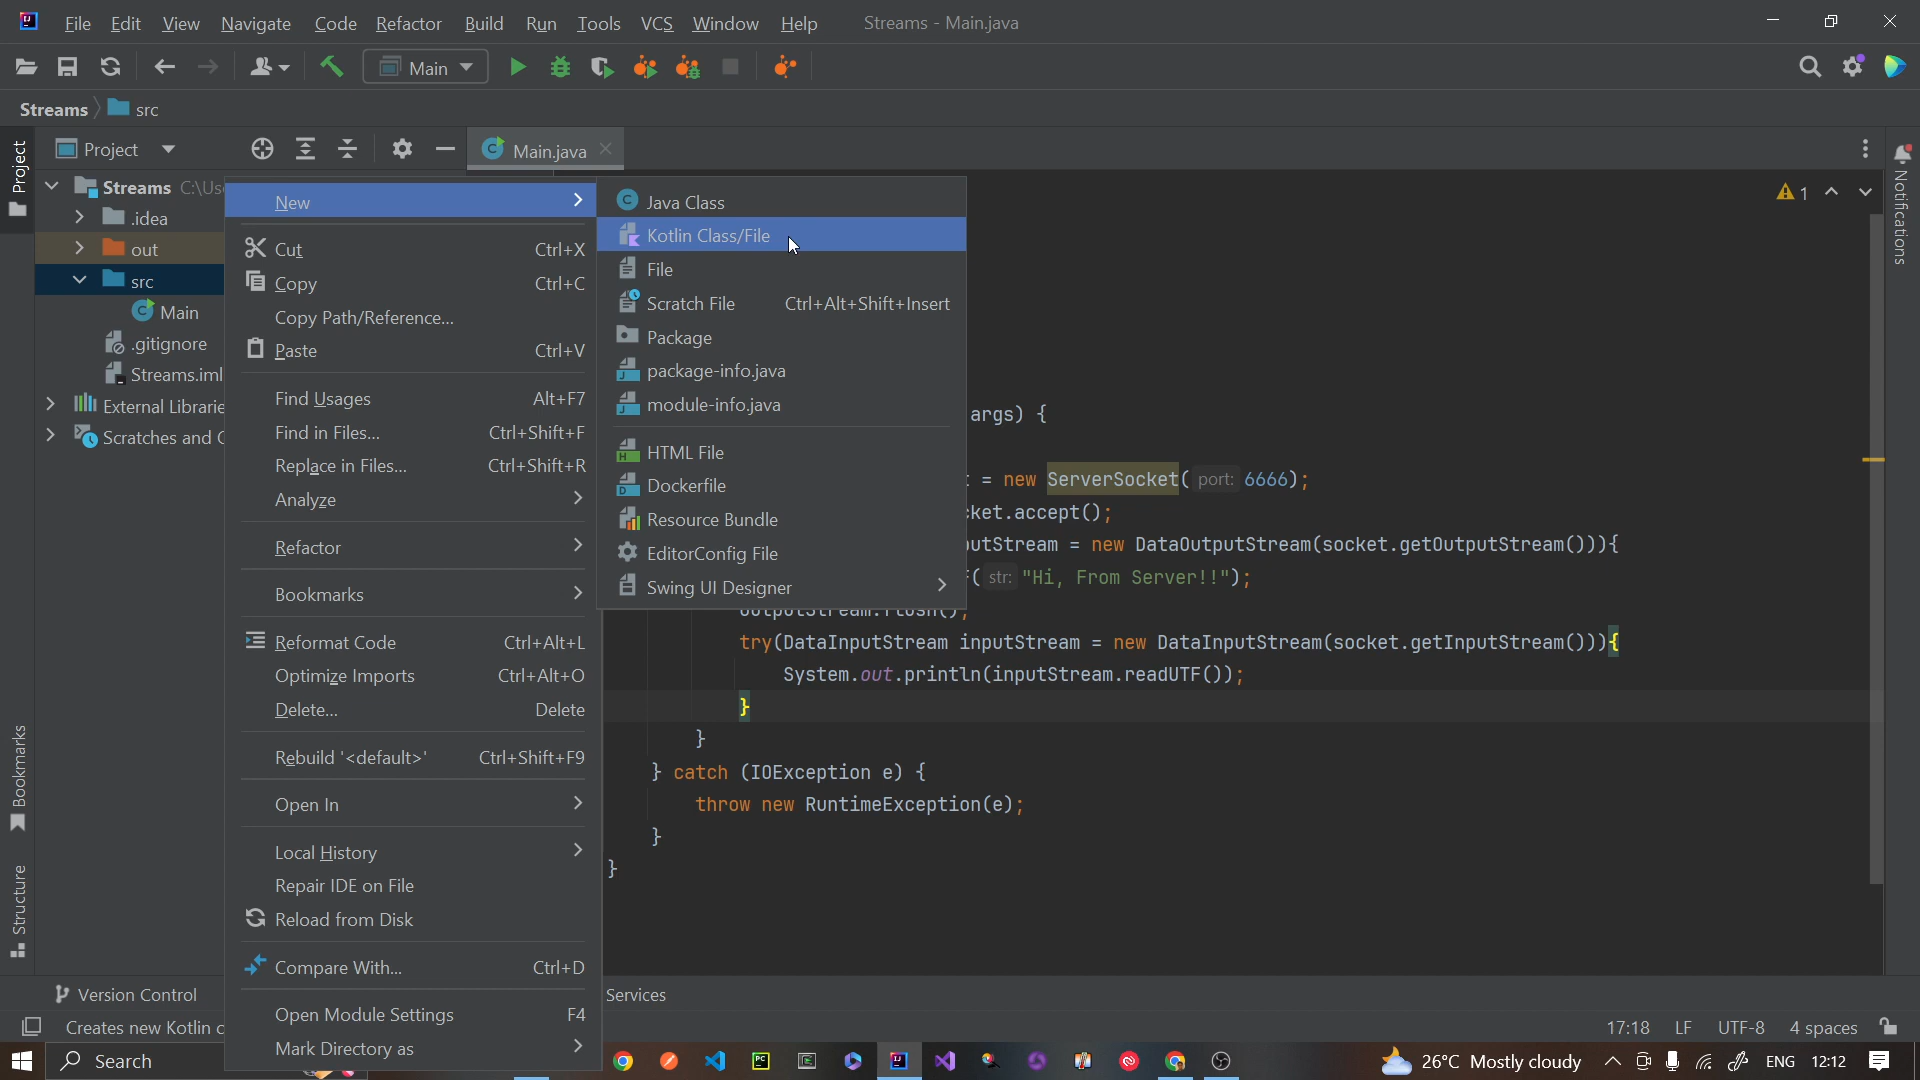 File Edit View Navigate Code Refactor Build Run Tools VCS Window Help Streams - Main.java
Main
Streams src
Project
Main.java
Project
Streams C:\Us
.idea
out
src
Main
.gitignore
Streams.iml
External Librarie
Scratches and C
New
Cut Ctrl+X
Copy Ctrl+C
Copy Path/Reference...
Paste Ctrl+V
Find Usages Alt+F7
Find in Files... Ctrl+Shift+F
Replace in Files... Ctrl+Shift+R
Analyze
Refactor
Bookmarks
Reformat Code Ctrl+Alt+L
Optimize Imports Ctrl+Alt+O
Delete... Delete
Rebuild '<default>' Ctrl+Shift+F9
Open In
Local History
Repair IDE on File
Reload from Disk
Compare With... Ctrl+D
Open Module Settings F4
Mark Directory as
Java Class
Kotlin Class/File
File
Scratch File Ctrl+Alt+Shift+Insert
Package
package-info.java
module-info.java
HTML File
Dockerfile
Resource Bundle
EditorConfig File
Swing UI Designer
1
args) {
= new ServerSocket( port: 6666);
ket.accept();
utStream = new DataOutputStream(socket.getOutputStream())){
( str: "Hi, From Server!!");
outputStream.flush();
try(DataInputStream inputStream = new DataInputStream(socket.getInputStream())){
System.out.println(inputStream.readUTF());
}
}
} catch (IOException e) {
throw new RuntimeException(e);
}
}
Notifications
Bookmarks
Structure
Version Control
Services
Creates new Kotlin c
17:18 LF UTF-8 4 spaces
Search
26°C Mostly cloudy ENG 12:12